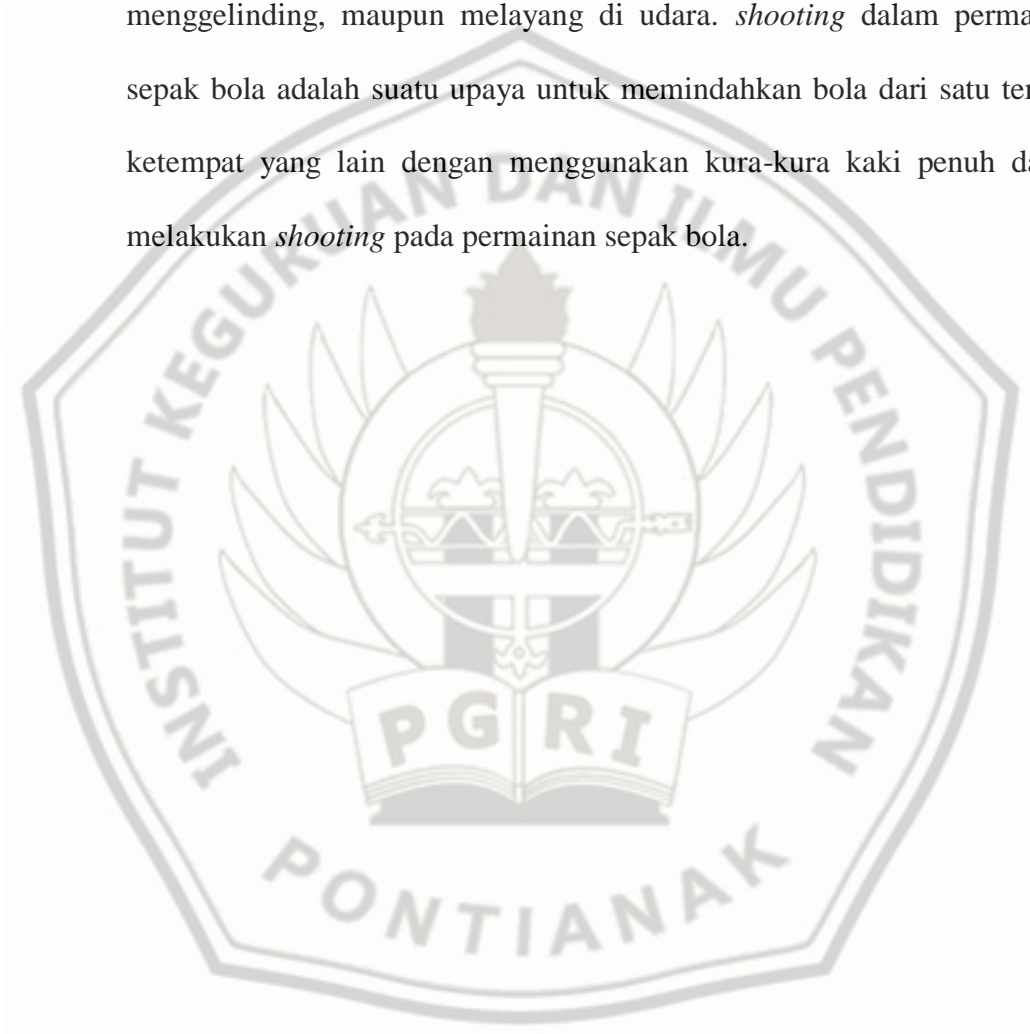 menggelinding, maupun melayang di udara. shooting dalam perma
sepak bola adalah suatu upaya untuk memindahkan bola dari satu ter
ketempat yang lain dengan menggunakan kura-kura kaki penuh da
melakukan shooting pada permainan sepak bola.
INSTITUT KEGURUAN DAN ILMU PENDIDIKAN
PGRI
PONTIANAK